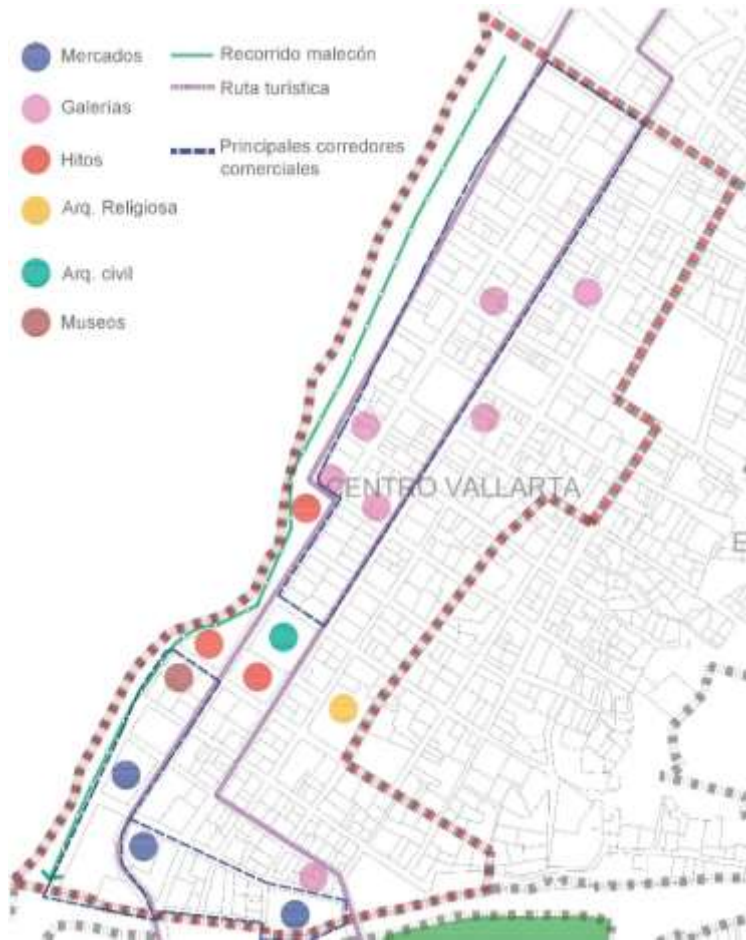 Mercados
Galerías
Hitos
Arq. Religiosa
Arq. civil
Museos
Recorrido malecón
Ruta turística
Principales corredores
comerciales
CENTRO VALLARTA
E